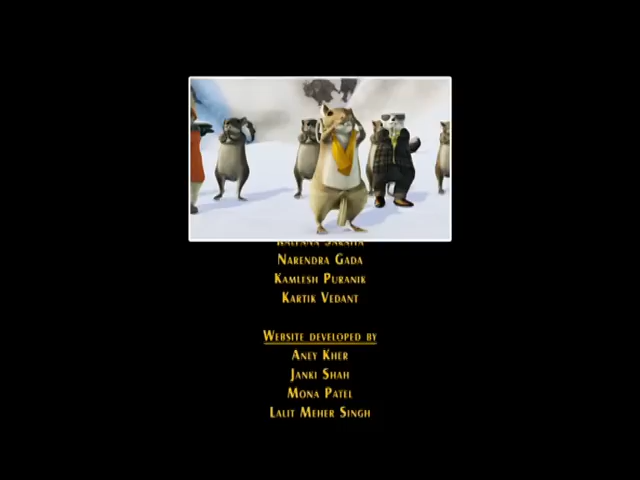 Narendra Gada
Kamlesh Puranik
Kartik Vedant
Website developed by
Aney Kher
Janki Shah
Mona Patel
Lalit Meher Singh